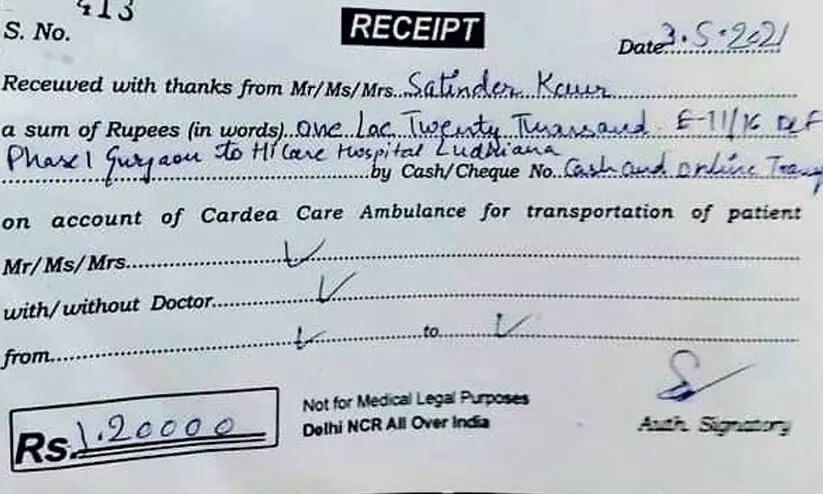 413
S. No.
RECEIPT
Date 3.5.2021
Receuved with thanks from Mr/Ms/Mrs. Satinder Kaur
a sum of Rupees (in words) One Lac Twenty Thousand E-11/16 DLF
Phase 1 Gurgaon to Hi Care Hospital Ludhiana
by Cash/Cheque No. Cash and online Transf
on account of Cardea Care Ambulance for transportation of patient
Mr/Ms/Mrs.
with/without Doctor
from to
Rs. 1.20000
Not for Medical Legal Purposes
Delhi NCR All Over India
Auth. Signatory